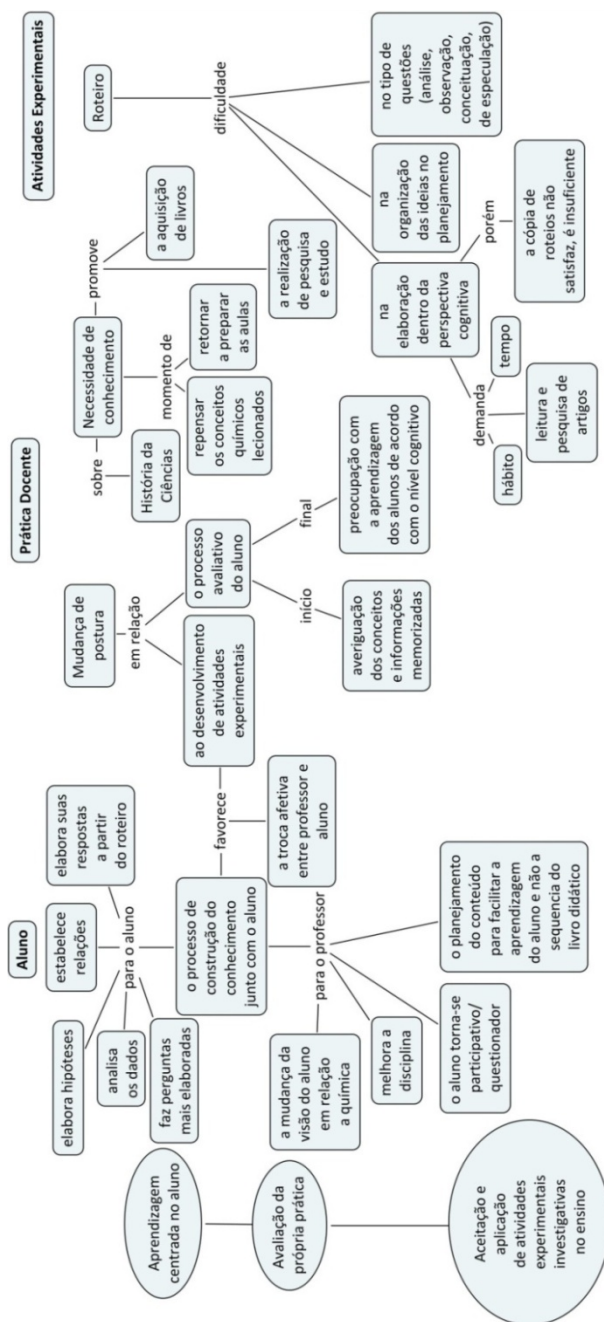 Aluno
elabora hipóteses
estabelece
relações
elabora suas
respostas
a partir
do roteiro
analisa
os dados
para o aluno
faz perguntas
mais elaboradas
o processo de
construção do
conhecimento
junto com o aluno
favorece
a troca afetiva
entre professor e
aluno
para o professor
a mudança da
visão do aluno
em relação
a química
melhora a
disciplina
o aluno torna-se
participativo/
questionador
o planejamento
do conteúdo
para facilitar a
aprendizagem
do aluno e não a
sequencia do
livro didático
Aprendizagem
centrada no aluno
Avaliação da
própria prática
Aceitação e
aplicação
de atividades
experimentais
investigativas
no ensino
Prática Docente
Mudança de
postura
em relação
ao desenvolvimento
de atividades
experimentais
o processo
avaliativo
do aluno
início
final
averiguação
dos conceitos
e informações
memorizadas
preocupação com
a aprendizagem
dos alunos de acordo
com o nível cognitivo
Necessidade de
conhecimento
sobre
História da
Ciências
momento de
repensar
os conceitos
químicos
lecionados
retornar
a preparar
as aulas
promove
a aquisição
de livros
a realização
de pesquisa
e estudo
Atividades Experimentais
Roteiro
dificuldade
na
elaboração
dentro da
perspectiva
cognitiva
na
organização
das ideias no
planejamento
no tipo de
questões
(análise,
observação,
conceituação,
de especulação)
demanda
hábito
leitura e
pesquisa de
artigos
tempo
porém
a cópia de
roteios não
satisfaz, é insuficiente